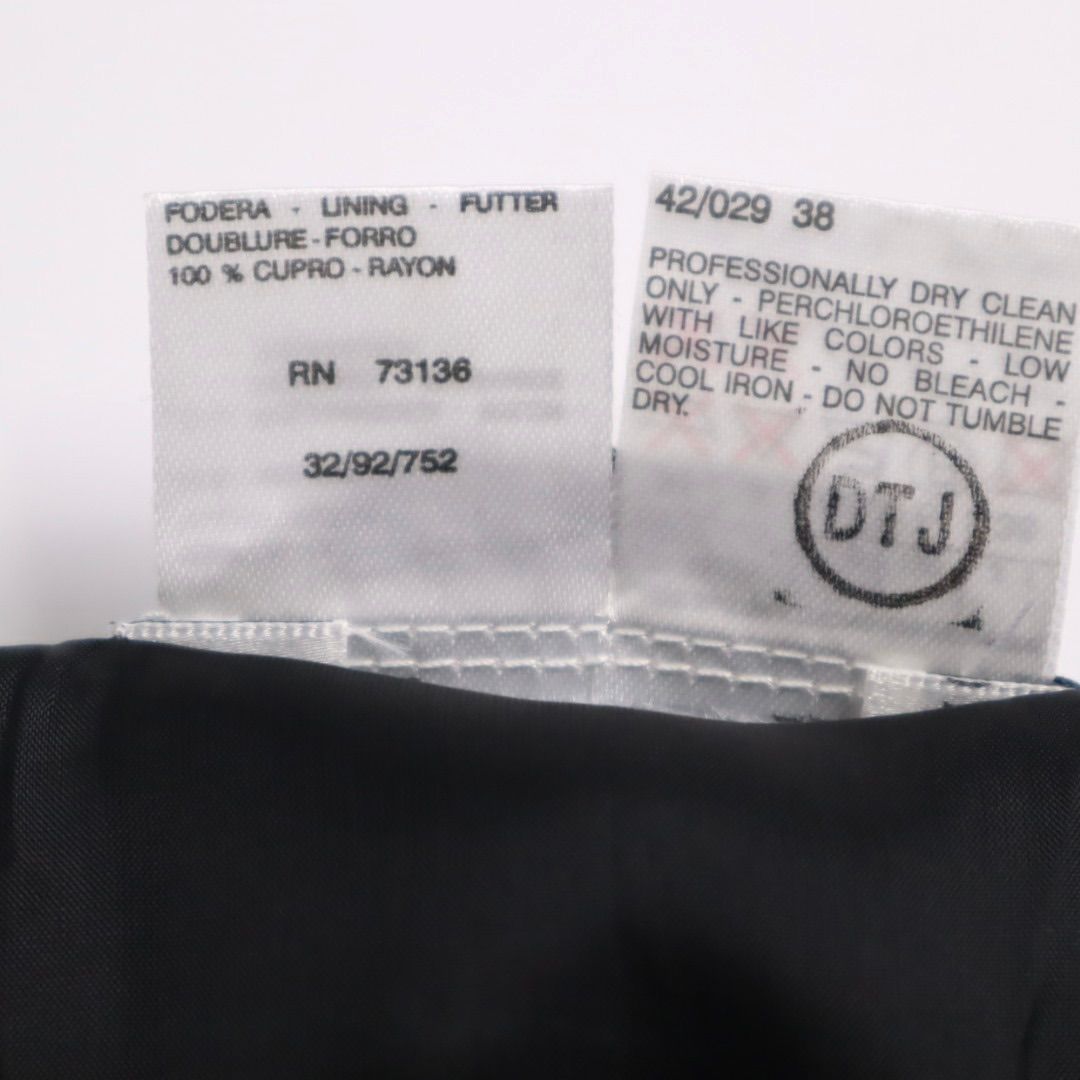 FODERA - LINING - FUTTER
DOUBLURE - FORRO
100 % CUPRO - RAYON
RN 73136
32/92/752
42/029 38
PROFESSIONALLY DRY CLEAN
ONLY - PERCHLOROETHILENE
WITH LIKE COLORS - LOW
MOISTURE - NO BLEACH -
COOL IRON - DO NOT TUMBLE
DRY.
DTJ